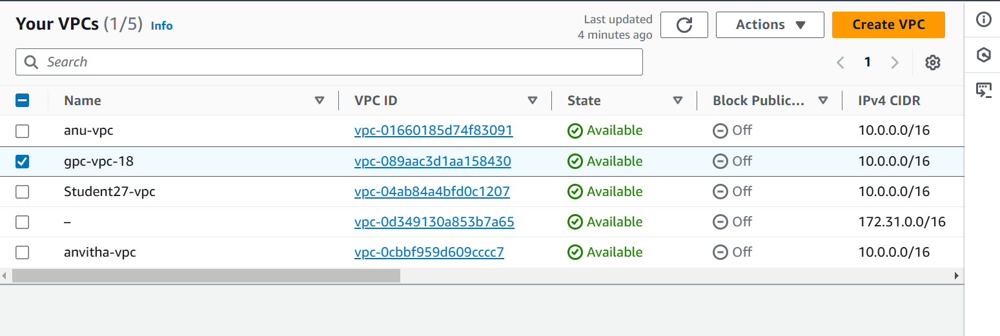 Your VPCs (1/5) Info
Last updated
4 minutes ago
Actions
Create VPC
Search
1
Name VPC ID State Block Public... IPv4 CIDR
anu-vpc vpc-01660185d74f83091 Available Off 10.0.0.0/16
gpc-vpc-18 vpc-089aac3d1aa158430 Available Off 10.0.0.0/16
Student27-vpc vpc-04ab84a4bfd0c1207 Available Off 10.0.0.0/16
– vpc-0d349130a853b7a65 Available Off 172.31.0.0/16
anvitha-vpc vpc-0cbbf959d609cccc7 Available Off 10.0.0.0/16